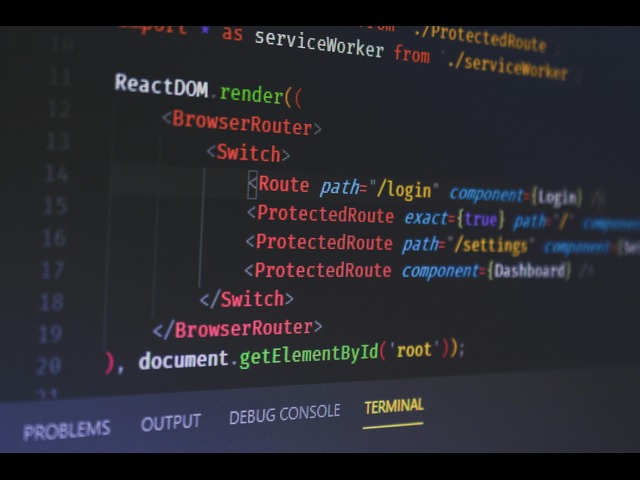 10 import * as serviceWorker from './serviceWorker';
from './ProtectedRoute';
11
12 ReactDOM.render((
13 <BrowserRouter>
<Switch>
14 <Route path="/login" component={Login} />
15 <ProtectedRoute exact={true} path="/"
16 <ProtectedRoute path="/settings" component=
17 <ProtectedRoute component={Dashboard} />
18 </Switch>
19 </BrowserRouter>
20 ), document.getElementById('root'));
21
PROBLEMS OUTPUT DEBUG CONSOLE TERMINAL